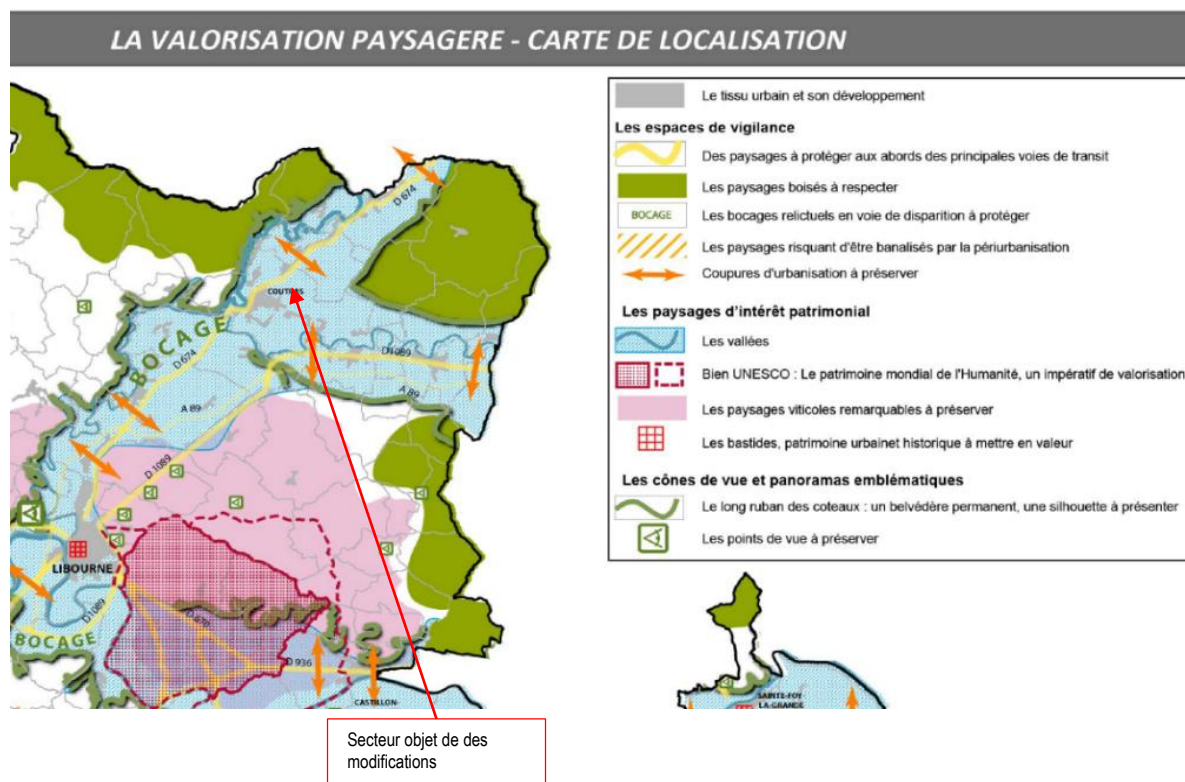 LA VALORISATION PAYSAGERE - CARTE DE LOCALISATION
Le tissu urbain et son développement
Les espaces de vigilance
Des paysages à protéger aux abords des principales voies de transit
Les paysages boisés à respecter
BOCAGE
Les bocages relictuels en voie de disparition à protéger
Les paysages risquant d'être banalisés par la périurbanisation
Coupures d'urbanisation à préserver
Les paysages d'intérêt patrimonial
Les vallées
Bien UNESCO : Le patrimoine mondial de l'Humanité, un impératif de valorisation
Les paysages viticoles remarquables à préserver
Les bastides, patrimoine urbainet historique à mettre en valeur
Les cônes de vue et panoramas emblématiques
Le long ruban des coteaux : un belvédère permanent, une silhouette à présenter
Les points de vue à préserver
D 674
COUTRAS
BOCAGE
D 674
D 1089
A 89
A 89
D 1089
LIBOURNE
D1089
BOCAGE
D 670
D 936
CASTILLON-
SAINTE-FOY
LA-GRANDE
Secteur objet de des
modifications